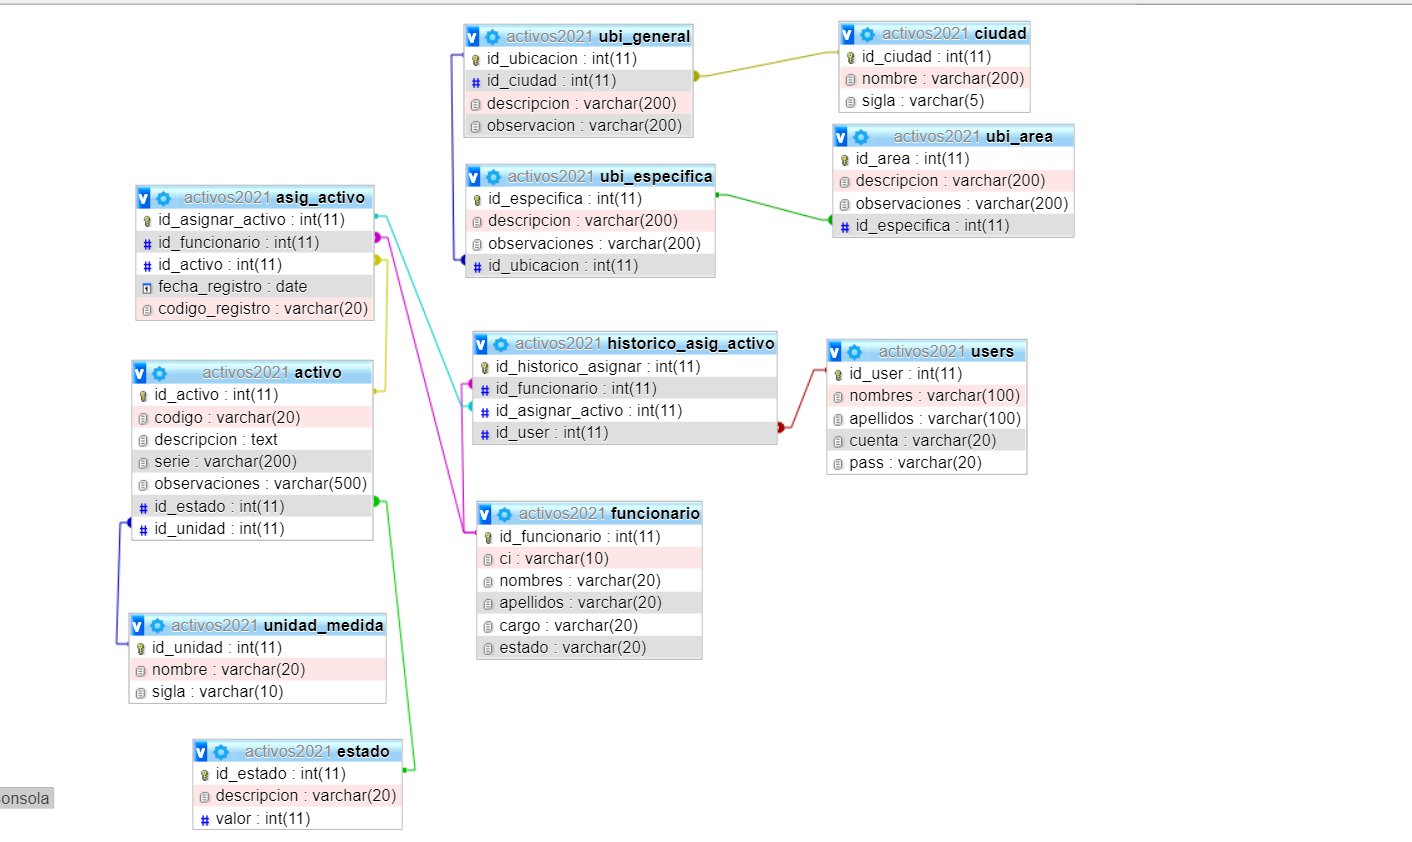 activos2021 ubi_general
id_ubicacion : int(11)
id_ciudad : int(11)
descripcion : varchar(200)
observacion : varchar(200)
activos2021 ciudad
id_ciudad : int(11)
nombre : varchar(200)
sigla : varchar(5)
activos2021 ubi_area
id_area : int(11)
descripcion : varchar(200)
observaciones : varchar(200)
id_especifica : int(11)
activos2021 ubi_especifica
id_especifica : int(11)
descripcion : varchar(200)
observaciones : varchar(200)
id_ubicacion : int(11)
activos2021 asig_activo
id_asignar_activo : int(11)
id_funcionario : int(11)
id_activo : int(11)
fecha_registro : date
codigo_registro : varchar(20)
activos2021 historico_asig_activo
id_historico_asignar : int(11)
id_funcionario : int(11)
id_asignar_activo : int(11)
id_user : int(11)
activos2021 users
id_user : int(11)
nombres : varchar(100)
apellidos : varchar(100)
cuenta : varchar(20)
pass : varchar(20)
activos2021 activo
id_activo : int(11)
codigo : varchar(20)
descripcion : text
serie : varchar(200)
observaciones : varchar(500)
id_estado : int(11)
id_unidad : int(11)
activos2021 funcionario
id_funcionario : int(11)
ci : varchar(10)
nombres : varchar(20)
apellidos : varchar(20)
cargo : varchar(20)
estado : varchar(20)
activos2021 unidad_medida
id_unidad : int(11)
nombre : varchar(20)
sigla : varchar(10)
activos2021 estado
id_estado : int(11)
descripcion : varchar(20)
valor : int(11)
onsola